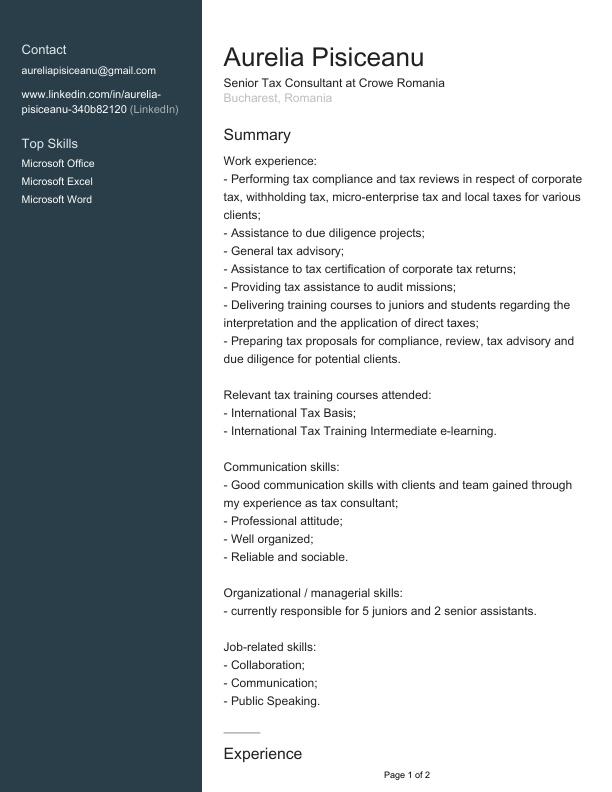 Contact
aureliapisiceanu@gmail.com
www.linkedin.com/in/aurelia-
pisiceanu-340b82120 (LinkedIn)
Top Skills
Microsoft Office
Microsoft Excel
Microsoft Word
Aurelia Pisiceanu
Senior Tax Consultant at Crowe Romania
Bucharest, Romania
Summary
Work experience:
- Performing tax compliance and tax reviews in respect of corporate
tax, withholding tax, micro-enterprise tax and local taxes for various
clients;
- Assistance to due diligence projects;
- General tax advisory;
- Assistance to tax certification of corporate tax returns;
- Providing tax assistance to audit missions;
- Delivering training courses to juniors and students regarding the
interpretation and the application of direct taxes;
- Preparing tax proposals for compliance, review, tax advisory and
due diligence for potential clients.
Relevant tax training courses attended:
- International Tax Basis;
- International Tax Training Intermediate e-learning.
Communication skills:
- Good communication skills with clients and team gained through
my experience as tax consultant;
- Professional attitude;
- Well organized;
- Reliable and sociable.
Organizational / managerial skills:
- currently responsible for 5 juniors and 2 senior assistants.
Job-related skills:
- Collaboration;
- Communication;
- Public Speaking.
Experience
Page 1 of 2